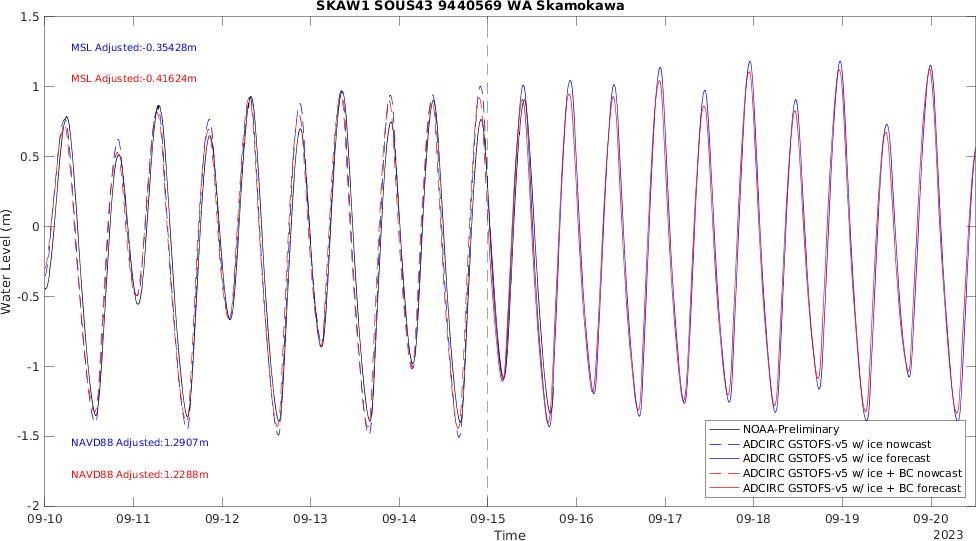 SKAW1 SOUS43 9440569 WA Skamokawa
1.5
1
0.5
0
-0.5
-1
-1.5
-2
Water Level (m)
MSL Adjusted:-0.35428m
MSL Adjusted:-0.41624m
NAVD88 Adjusted:1.2907m
NAVD88 Adjusted:1.2288m
NOAA-Preliminary
ADCIRC GSTOFS-v5 w/ ice nowcast
ADCIRC GSTOFS-v5 w/ ice forecast
ADCIRC GSTOFS-v5 w/ ice + BC nowcast
ADCIRC GSTOFS-v5 w/ ice + BC forecast
09-10 09-11 09-12 09-13 09-14 09-15 09-16 09-17 09-18 09-19 09-20
Time
2023